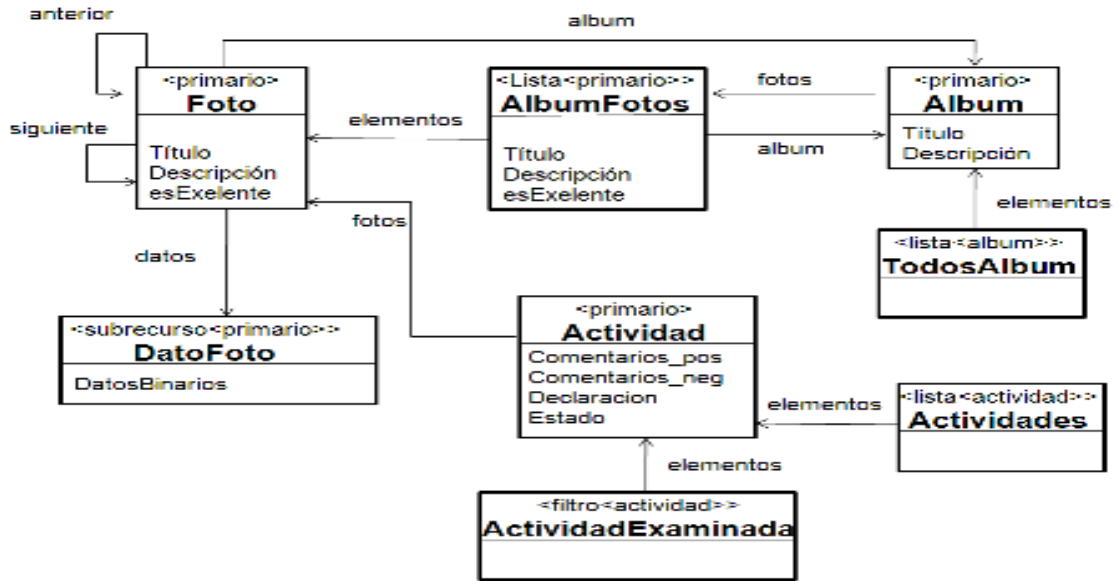 anterior
album
<primario>
Foto
<Lista<primario>>
AlbumFotos
fotos
<primario>
Album
siguiente
elementos
album
Título
Descripción
esExelente
Título
Descripción
esExelente
Titulo
Descripción
elementos
fotos
<lista<album>>
TodosAlbum
datos
<primario>
Actividad
<subrecurso<primario>>
DatoFoto
DatosBinarios
Comentarios_pos
Comentarios_neg
Declaracion
Estado
elementos
<lista<actividad>>
Actividades
elementos
<filtro<actividad>>
ActividadExaminada